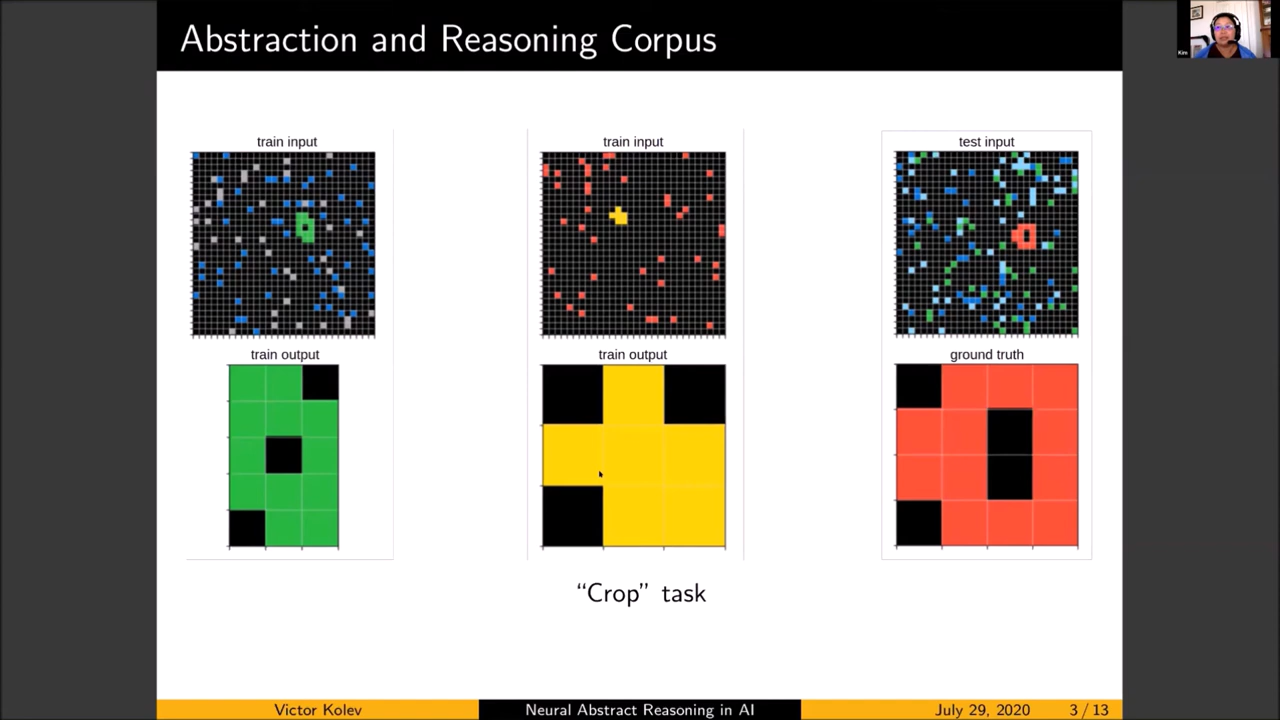 Abstraction and Reasoning Corpus
Kim
train input
train input
test input
train output
train output
ground truth
“Crop” task
Victor Kolev
Neural Abstract Reasoning in AI
July 29, 2020
3 / 13